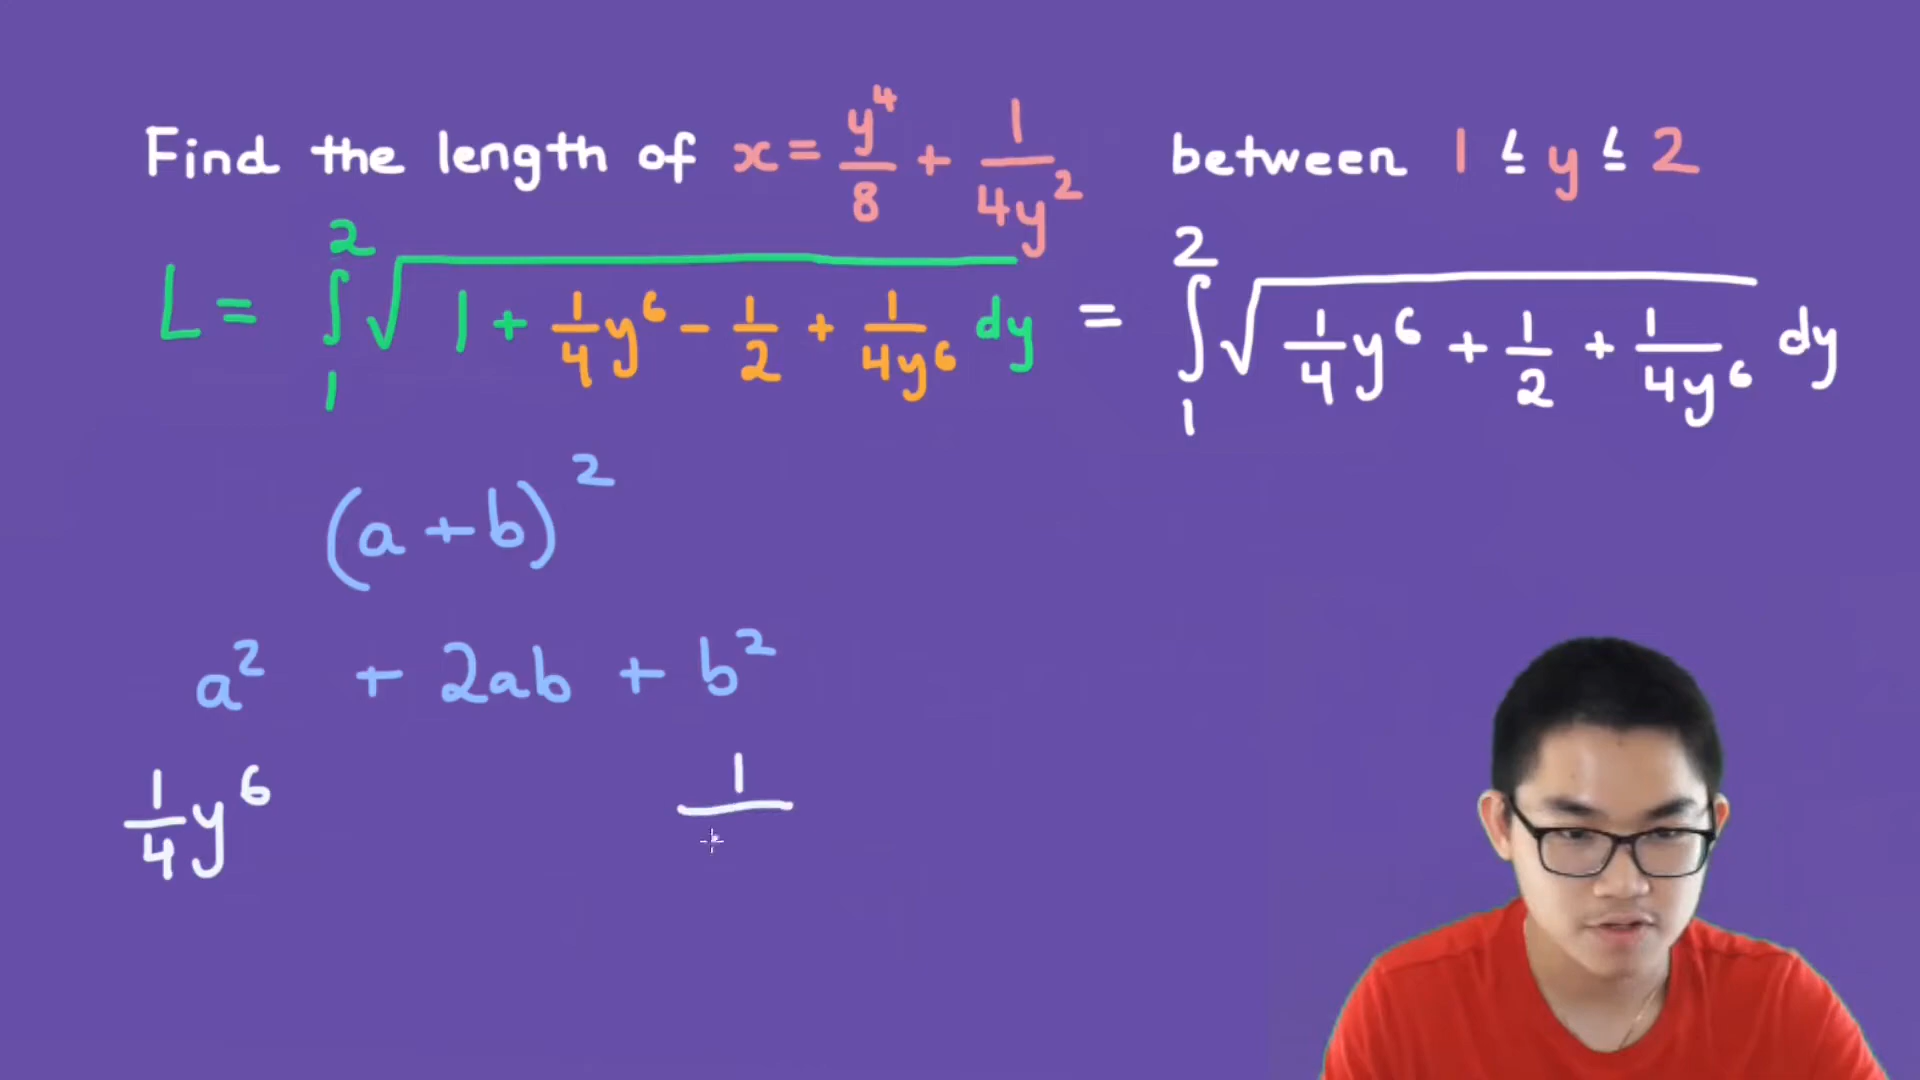 Find the length of x = y⁴/8 + 1/4y² between 1 ≤ y ≤ 2
L = ∫₁² √(1 + 1/4 y⁶ − 1/2 + 1/4y⁶) dy = ∫₁² √(1/4 y⁶ + 1/2 + 1/4y⁶) dy
(a + b)²
a² + 2ab + b²
1/4 y⁶ 1/